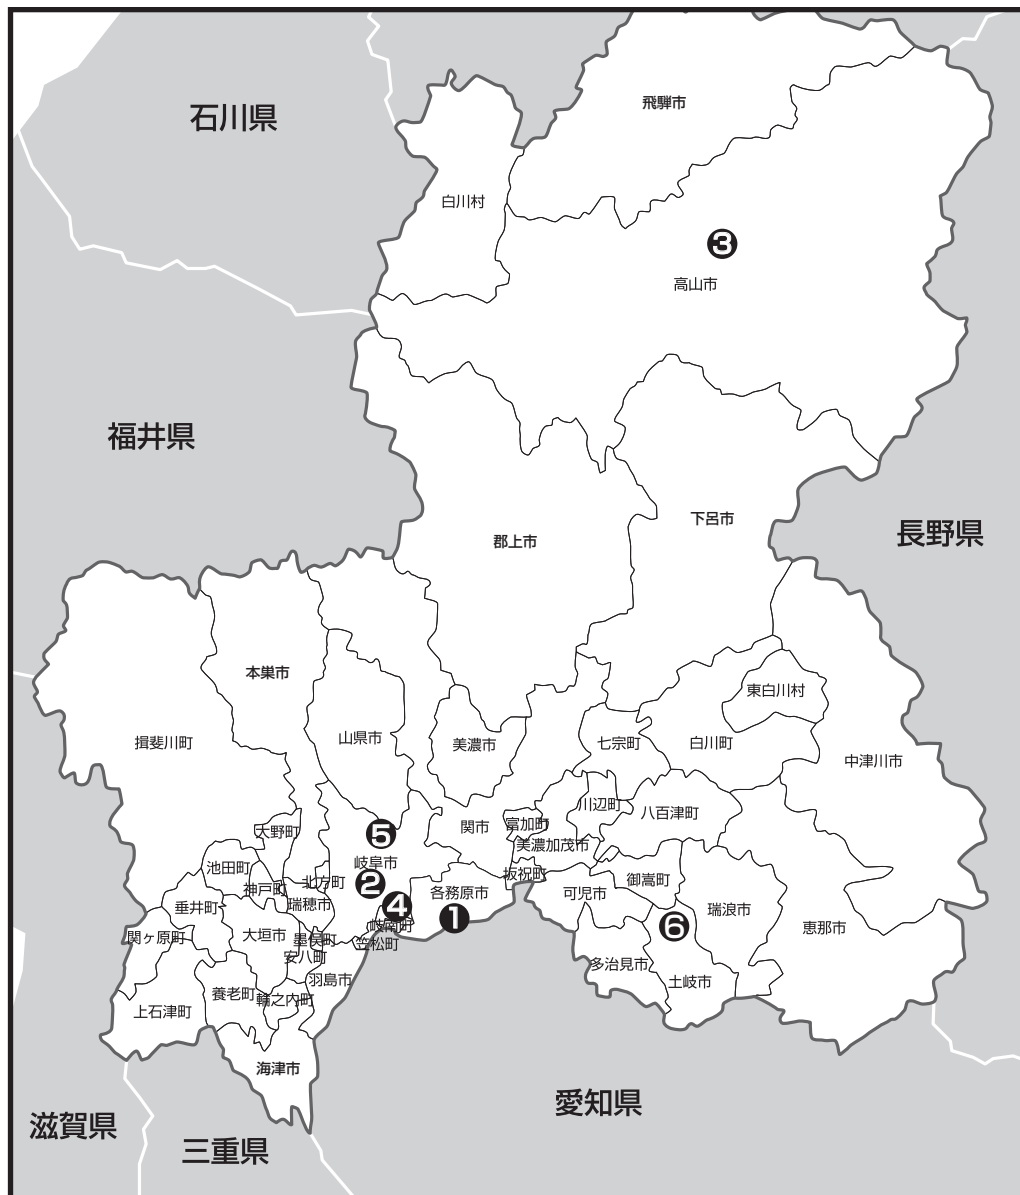 石川県
飛騨市
白川村
❸
高山市
福井県
下呂市
長野県
郡上市
本巣市
東白川村
揖斐川町
山県市
美濃市
七宗町
白川町
中津川市
川辺町
八百津町
大野町
❺
関市
富加町
美濃加茂市
岐阜市
池田町
神戸町
北方町
❷
坂祝町
御嵩町
各務原市
可児市
垂井町
瑞穂市
❹
❶
瑞浪市
岐南町
❻
恵那市
関ヶ原町
大垣市
墨俣町
笠松町
安八町
多治見市
羽島市
土岐市
養老町
輪之内町
上石津町
海津市
愛知県
滋賀県
三重県